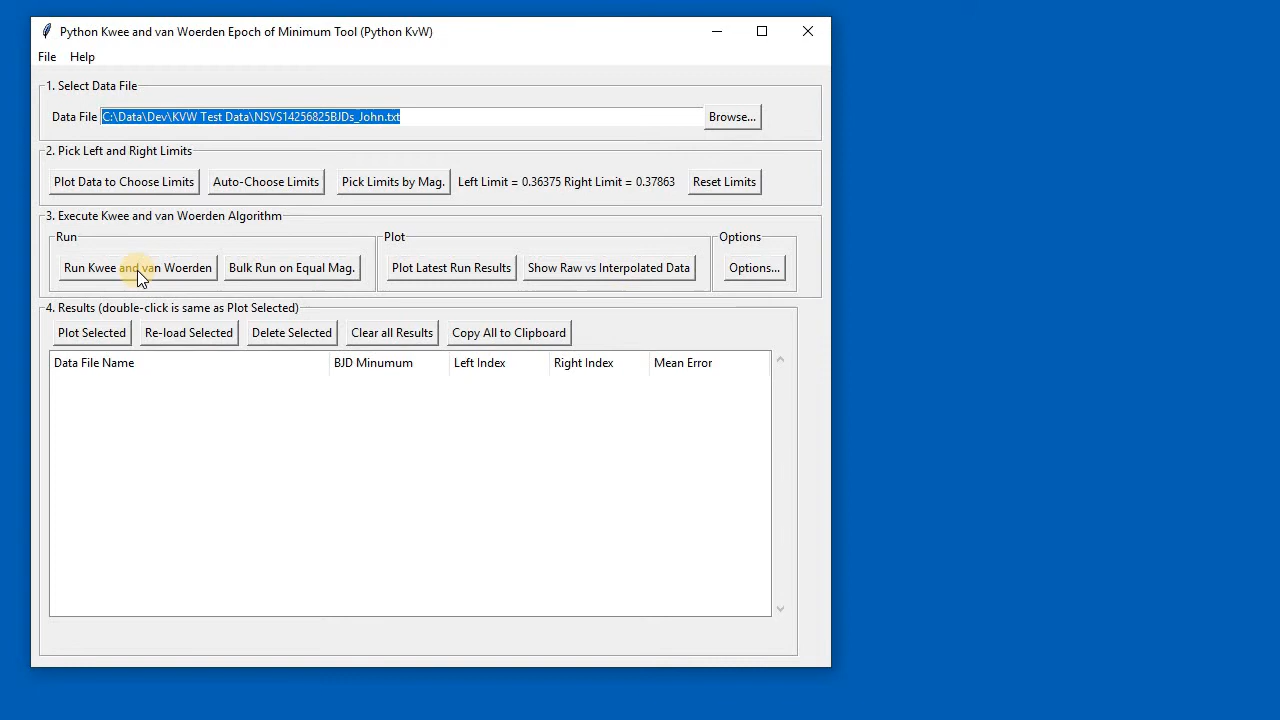 Python Kwee and van Woerden Epoch of Minimum Tool (Python KvW)
File Help
1. Select Data File
Data File C:\Data\Dev\KVW Test Data\NSVS14256825BJDs_John.txt Browse...
2. Pick Left and Right Limits
Plot Data to Choose Limits Auto-Choose Limits Pick Limits by Mag. Left Limit = 0.36375 Right Limit = 0.37863 Reset Limits
3. Execute Kwee and van Woerden Algorithm
Run Plot Options
Run Kwee and van Woerden Bulk Run on Equal Mag. Plot Latest Run Results Show Raw vs Interpolated Data Options...
4. Results (double-click is same as Plot Selected)
Plot Selected Re-load Selected Delete Selected Clear all Results Copy All to Clipboard
Data File Name BJD Minumum Left Index Right Index Mean Error